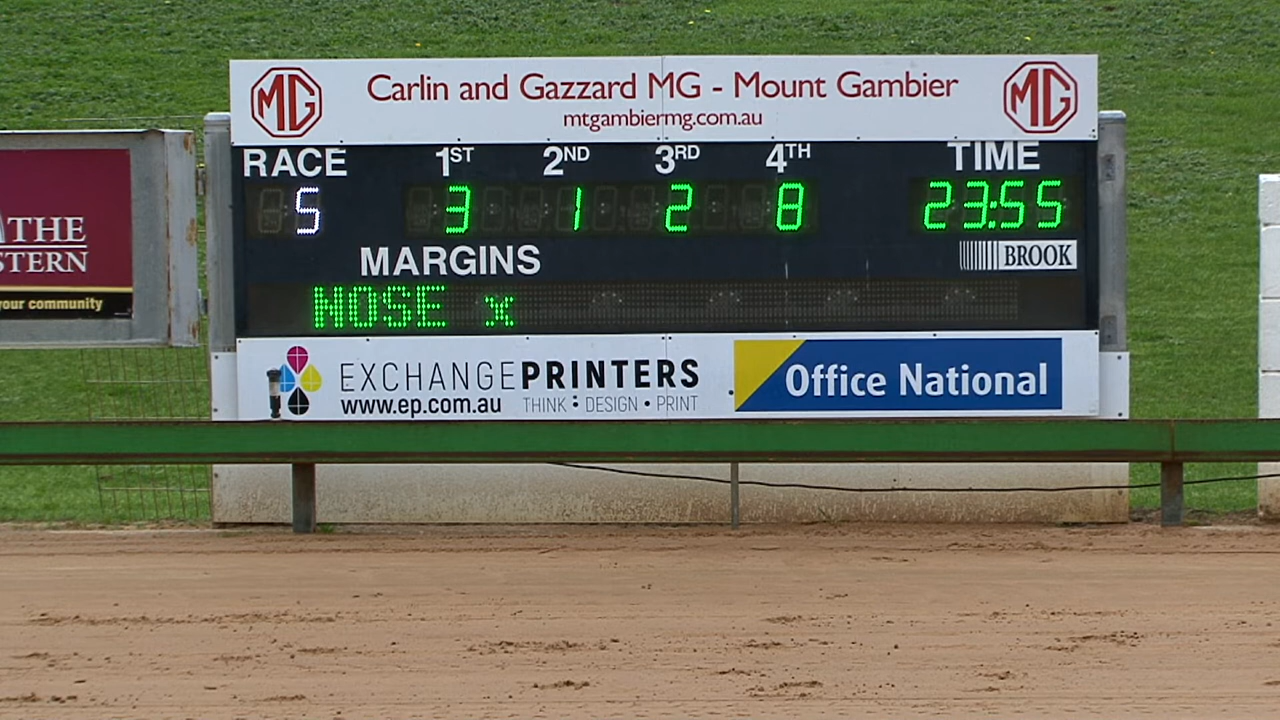 MG Carlin and Gazzard MG - Mount Gambier MG
mtgambiermg.com.au
RACE 1ST 2ND 3RD 4TH TIME
5 3 1 2 8 23:55
MARGINS
BROOK
NOSE x
EXCHANGEPRINTERS
www.ep.com.au THINK : DESIGN • PRINT
Office National
THE
STERN
your community